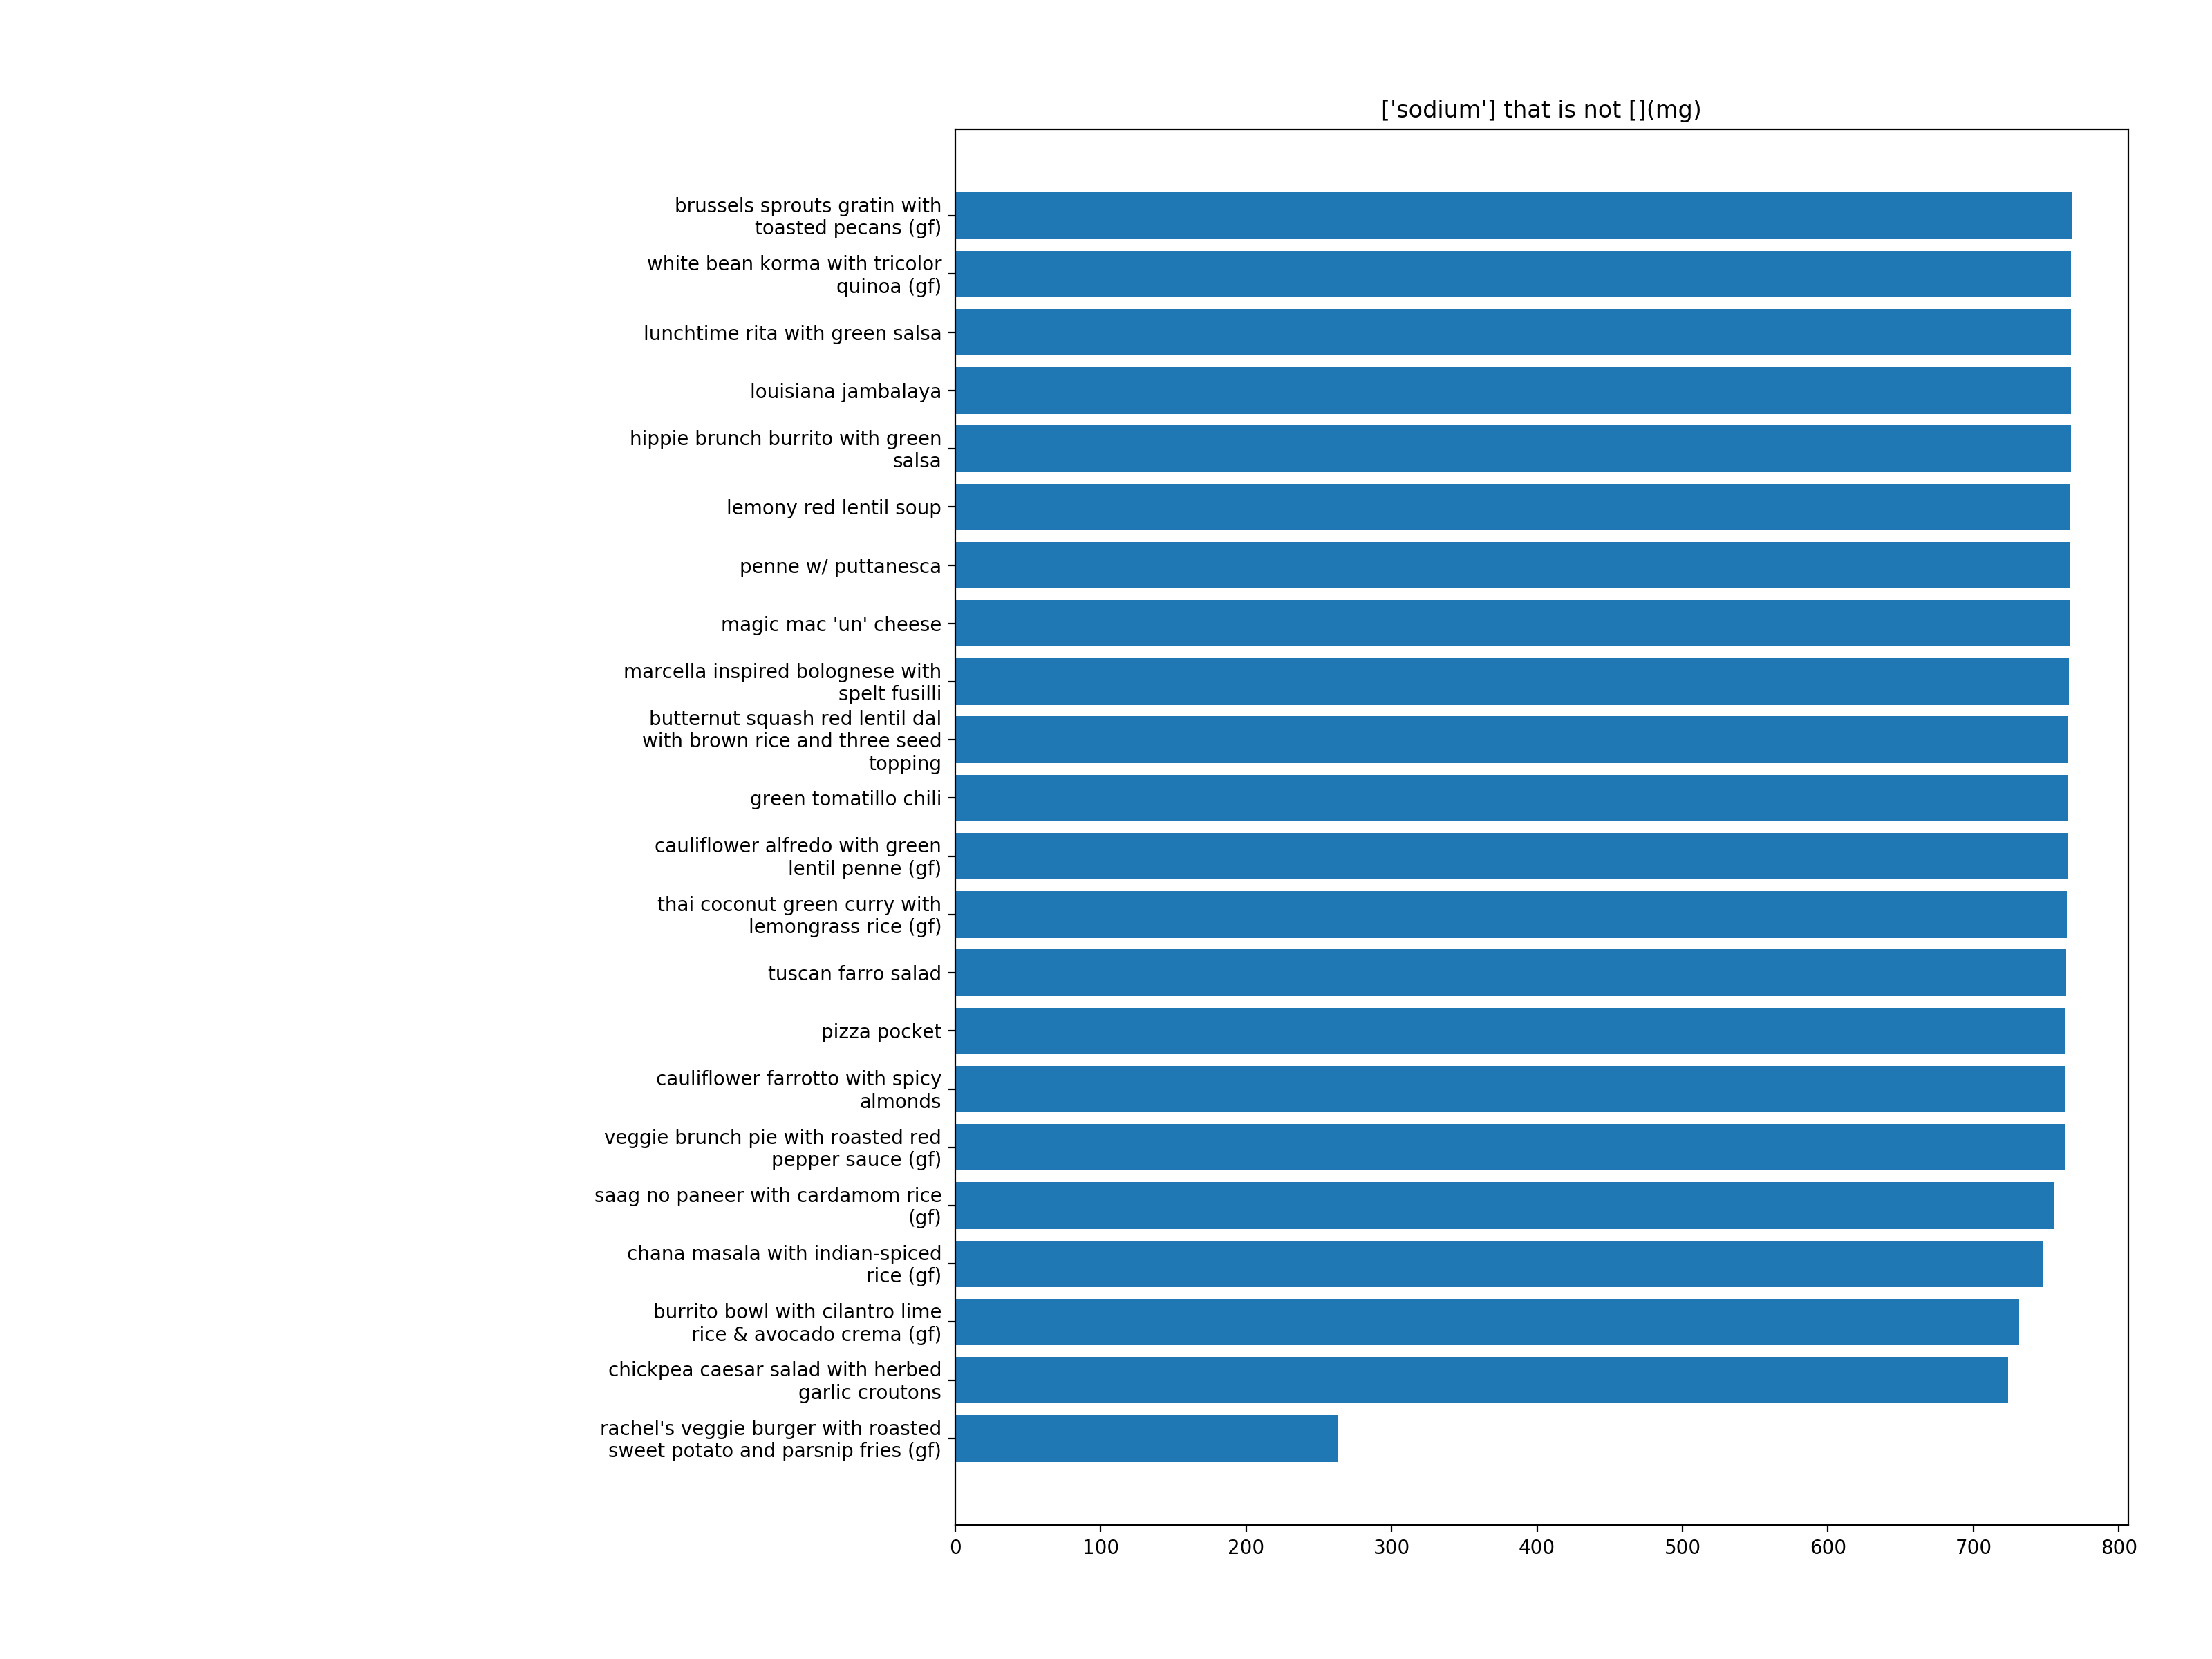 ['sodium'] that is not [](mg)
brussels sprouts gratin with
toasted pecans (gf)
white bean korma with tricolor
quinoa (gf)
lunchtime rita with green salsa
louisiana jambalaya
hippie brunch burrito with green
salsa
lemony red lentil soup
penne w/ puttanesca
magic mac 'un' cheese
marcella inspired bolognese with
spelt fusilli
butternut squash red lentil dal
with brown rice and three seed
topping
green tomatillo chili
cauliflower alfredo with green
lentil penne (gf)
thai coconut green curry with
lemongrass rice (gf)
tuscan farro salad
pizza pocket
cauliflower farrotto with spicy
almonds
veggie brunch pie with roasted red
pepper sauce (gf)
saag no paneer with cardamom rice
(gf)
chana masala with indian-spiced
rice (gf)
burrito bowl with cilantro lime
rice & avocado crema (gf)
chickpea caesar salad with herbed
garlic croutons
rachel's veggie burger with roasted
sweet potato and parsnip fries (gf)
0 100 200 300 400 500 600 700 800